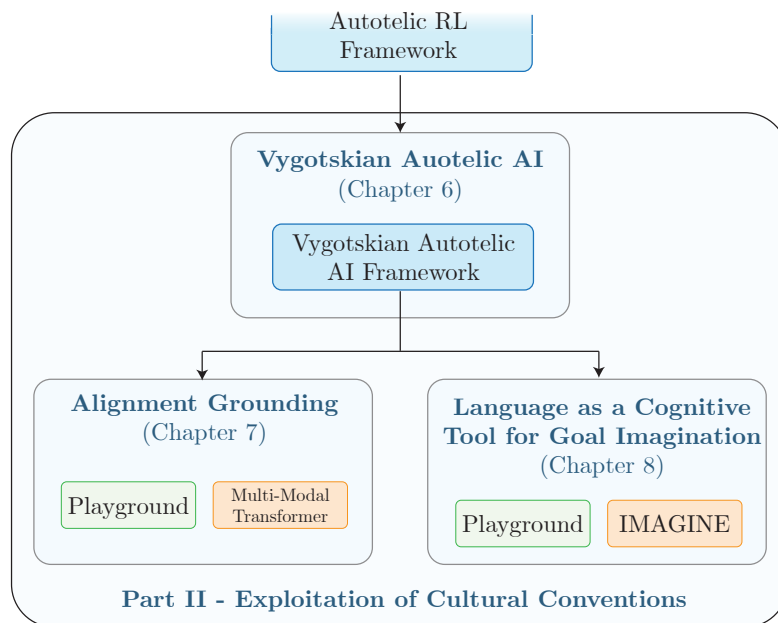 Autotelic RL
Framework
Vygotskian Auotelic AI
(Chapter 6)
Vygotskian Autotelic
AI Framework
Alignment Grounding
(Chapter 7)
Playground
Multi-Modal
Transformer
Language as a Cognitive
Tool for Goal Imagination
(Chapter 8)
Playground
IMAGINE
Part II - Exploitation of Cultural Conventions